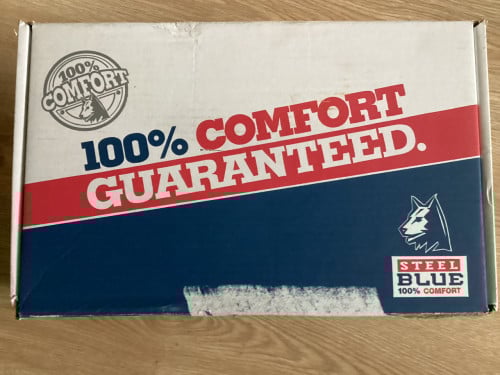 100%
COMFORT
100% COMFORT
GUARANTEED.
STEEL
BLUE
100% COMFORT